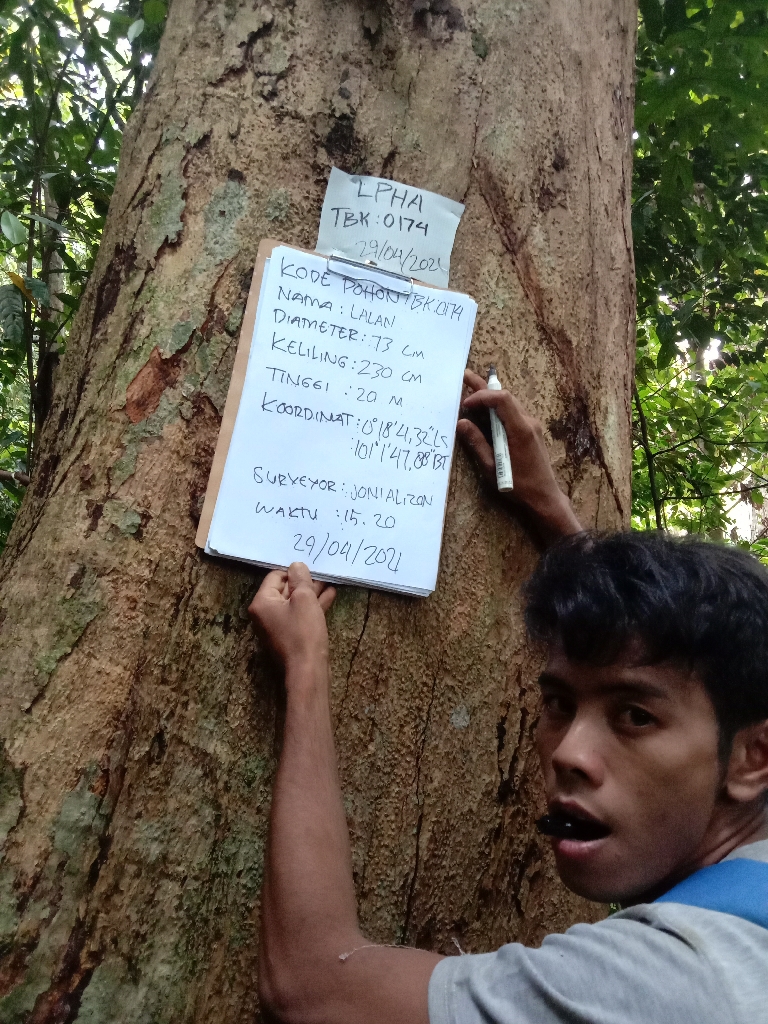 LPHA
TBK:0174
29/04/2021
KODE POHON TBK:0174
NAMA : LALAN
DIAMETER : 73 cm
KELILING : 230 cm
TINGGI : 20 M
KOORDINAT : 0°18'41,32"LS
101°1'47,88"BT
SURVEYOR : JONI ALIZON
WAKTU : 15.20
29/04/2021